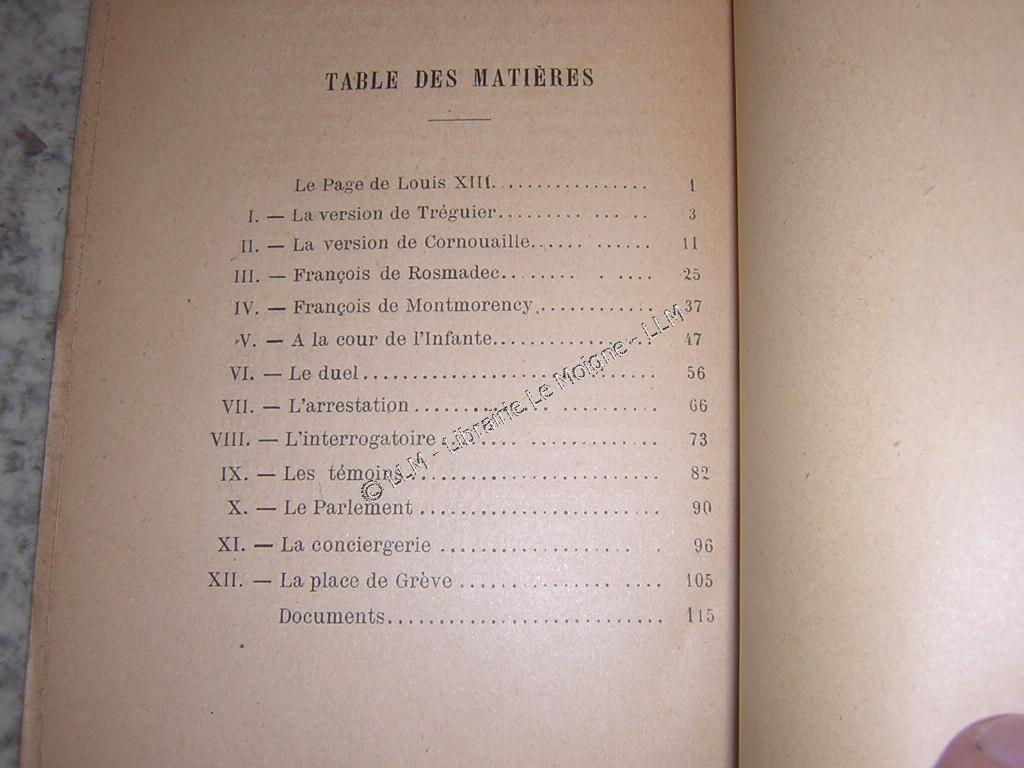 TABLE DES MATIÈRES
Le Page de Louis XIII. ................ 1
I. — La version de Tréguier......... ... .. 3
II. — La version de Cornouaille...... ...... 11
III. — François de Rosmadec........ . .... 25
IV. — François de Montmorency............ 37
V. — A la cour de l'Infante................ 47
VI. — Le duel............................. 56
VII. — L'arrestation ....................... 66
VIII. — L'interrogatoire .................... 73
IX. — Les témoins ........................ 82
X. — Le Parlement ....................... 90
XI. — La conciergerie .................. . 96
XII. — La place de Grève ............. .... 105
Documents........................... 115
© LLM - Librairie Le Moigne - LLM